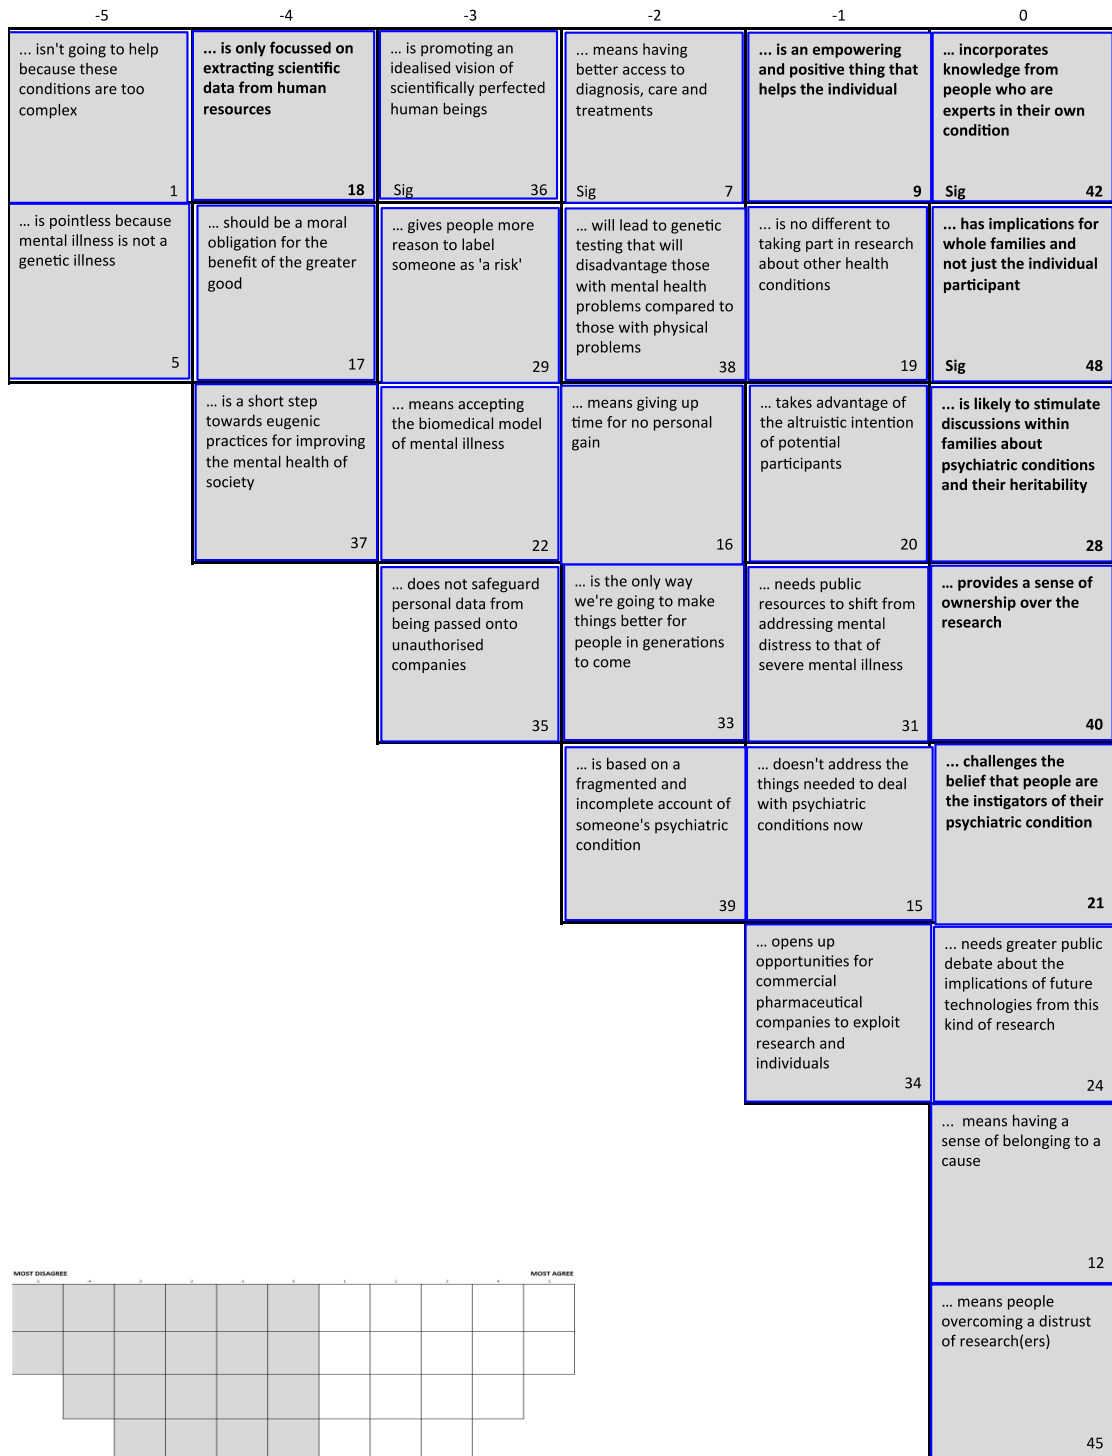 -5 -4 -3 -2 -1 0
... isn't going to help
because these
conditions are too
complex
1
... is only focussed on
extracting scientific
data from human
resources
18
... is promoting an
idealised vision of
scientifically perfected
human beings
Sig 36
... means having
better access to
diagnosis, care and
treatments
Sig 7
... is an empowering
and positive thing that
helps the individual
9
... incorporates
knowledge from
people who are
experts in their own
condition
Sig 42
... is pointless because
mental illness is not a
genetic illness
5
... should be a moral
obligation for the
benefit of the greater
good
17
... gives people more
reason to label
someone as 'a risk'
29
... will lead to genetic
testing that will
disadvantage those
with mental health
problems compared to
those with physical
problems
38
... is no different to
taking part in research
about other health
conditions
19
... has implications for
whole families and
not just the individual
participant
Sig 48
... is a short step
towards eugenic
practices for improving
the mental health of
society
37
... means accepting
the biomedical model
of mental illness
22
... means giving up
time for no personal
gain
16
... takes advantage of
the altruistic intention
of potential
participants
20
... is likely to stimulate
discussions within
families about
psychiatric conditions
and their heritability
28
... does not safeguard
personal data from
being passed onto
unauthorised
companies
35
... is the only way
we're going to make
things better for
people in generations
to come
33
... needs public
resources to shift from
addressing mental
distress to that of
severe mental illness
31
... provides a sense of
ownership over the
research
40
... is based on a
fragmented and
incomplete account of
someone's psychiatric
condition
39
... doesn't address the
things needed to deal
with psychiatric
conditions now
15
... challenges the
belief that people are
the instigators of their
psychiatric condition
21
... opens up
opportunities for
commercial
pharmaceutical
companies to exploit
research and
individuals
34
... needs greater public
debate about the
implications of future
technologies from this
kind of research
24
... means having a
sense of belonging to a
cause
12
... means people
overcoming a distrust
of research(ers)
45
MOST DISAGREE MOST AGREE